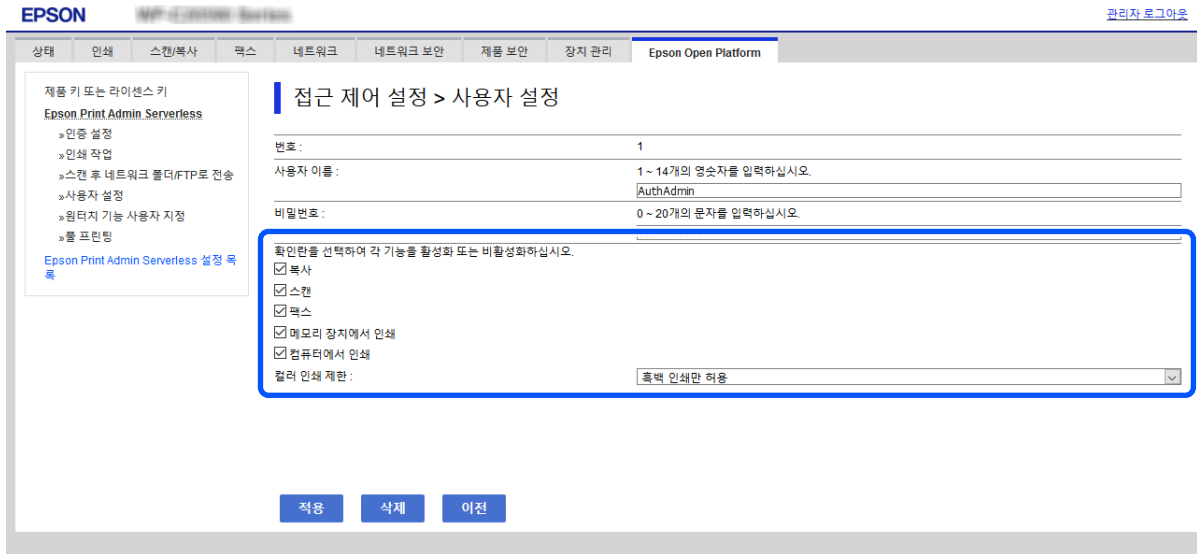 EPSON
관리자 로그아웃
상태 인쇄 스캔/복사 팩스 네트워크 네트워크 보안 제품 보안 장치 관리 Epson Open Platform
제품 키 또는 라이센스 키
Epson Print Admin Serverless
»인증 설정
»인쇄 작업
»스캔 후 네트워크 폴더/FTP로 전송
»사용자 설정
»원터치 기능 사용자 지정
»풀 프린팅
Epson Print Admin Serverless 설정 목
록
접근 제어 설정 > 사용자 설정
번호 : 1
사용자 이름 : 1 ~ 14개의 영숫자를 입력하십시오.
AuthAdmin
비밀번호 : 0 ~ 20개의 문자를 입력하십시오.
확인란을 선택하여 각 기능을 활성화 또는 비활성화하십시오.
복사
스캔
팩스
메모리 장치에서 인쇄
컴퓨터에서 인쇄
컬러 인쇄 제한 : 흑백 인쇄만 허용
적용 삭제 이전